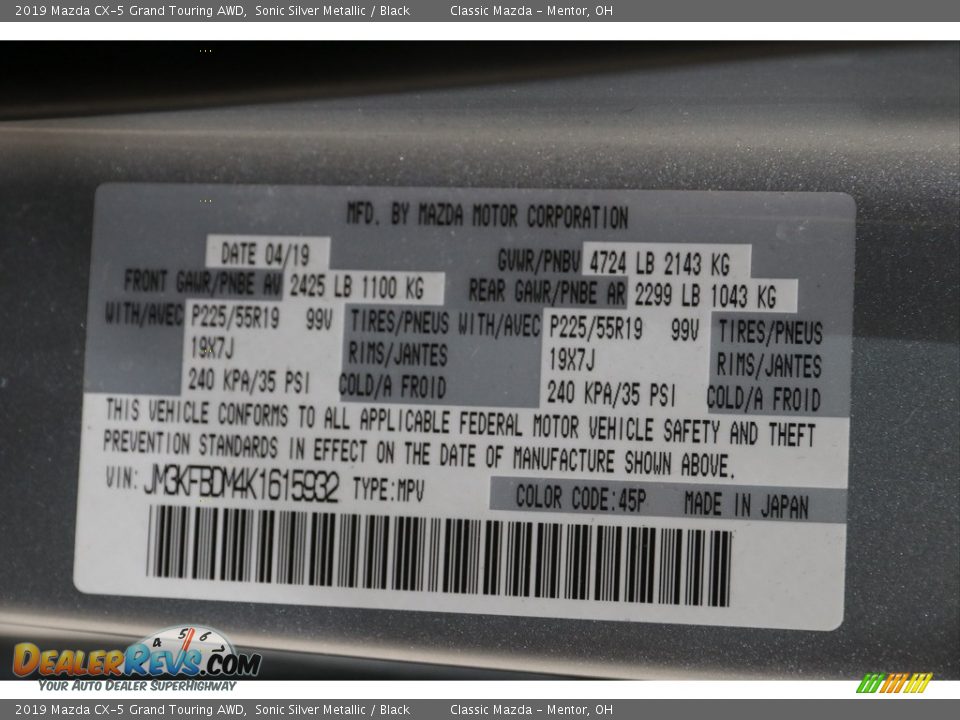 2019 Mazda CX-5 Grand Touring AWD, Sonic Silver Metallic / Black Classic Mazda - Mentor, OH
MFD. BY MAZDA MOTOR CORPORATION
DATE 04/19 GVWR/PNBV 4724 LB 2143 KG
FRONT GAWR/PNBE AV 2425 LB 1100 KG REAR GAWR/PNBE AR 2299 LB 1043 KG
WITH/AVEC P225/55R19 99V TIRES/PNEUS WITH/AVEC P225/55R19 99V TIRES/PNEUS
19X7J RIMS/JANTES 19X7J RIMS/JANTES
240 KPA/35 PSI COLD/A FROID 240 KPA/35 PSI COLD/A FROID
THIS VEHICLE CONFORMS TO ALL APPLICABLE FEDERAL MOTOR VEHICLE SAFETY AND THEFT
PREVENTION STANDARDS IN EFFECT ON THE DATE OF MANUFACTURE SHOWN ABOVE.
VIN: JM3KFBDM4K1615932 TYPE:MPV COLOR CODE:45P MADE IN JAPAN
4 5 6
DEALERREVS.COM
YOUR AUTO DEALER SUPERHIGHWAY
2019 Mazda CX-5 Grand Touring AWD, Sonic Silver Metallic / Black Classic Mazda - Mentor, OH